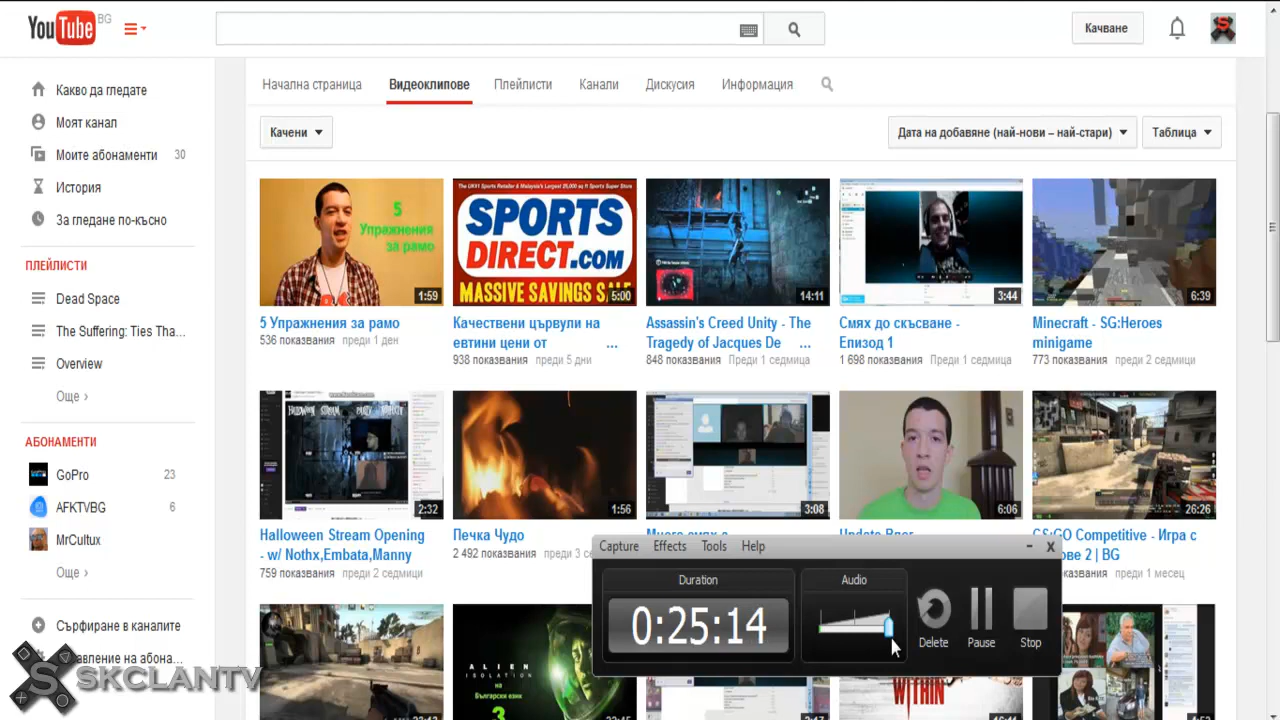 YouTube BG
Качване
Какво да гледате
Моят канал
Моите абонаменти 30
История
За гледане по-късно
ПЛЕЙЛИСТИ
Dead Space
The Suffering: Ties Tha...
Overview
Още ›
АБОНАМЕНТИ
GoPro 23
AFKTVBG 6
MrCultux
Още ›
Сърфиране в каналите
авление на абона...
SKCLANTV
Начална страница Видеоклипове Плейлисти Канали Дискусия Информация
Качени Дата на добавяне (най-нови – най-стари) Таблица
5
Упражнения
за рамо
1:59
SPORTS
DIRECT.COM
MASSIVE SAVINGS
5:00
14:11
3:44
6:39
5 Упражнения за рамо
536 показвания преди 1 ден
Качествени цървули на
евтини цени от ...
938 показвания преди 5 дни
Assassin's Creed Unity - The
Tragedy of Jacques De ...
848 показвания Преди 1 седмица
Смях до скъсване -
Епизод 1
1 698 показвания Преди 1 седмица
Minecraft - SG:Heroes
minigame
773 показвания преди 2 седмици
2:32
1:56
3:08
6:06
26:26
Halloween Stream Opening
- w/ Nothx,Embata,Manny
759 показвания преди 2 седмици
Печка Чудо
2 492 показвания преди 3
CS:GO Competitive - Игра с
ове 2 | BG
показвания преди 1 месец
Capture Effects Tools Help
Duration
0:25:14
Audio
Delete Pause Stop
ALIEN
ISOLATION
на
Български език
3
WITHIN